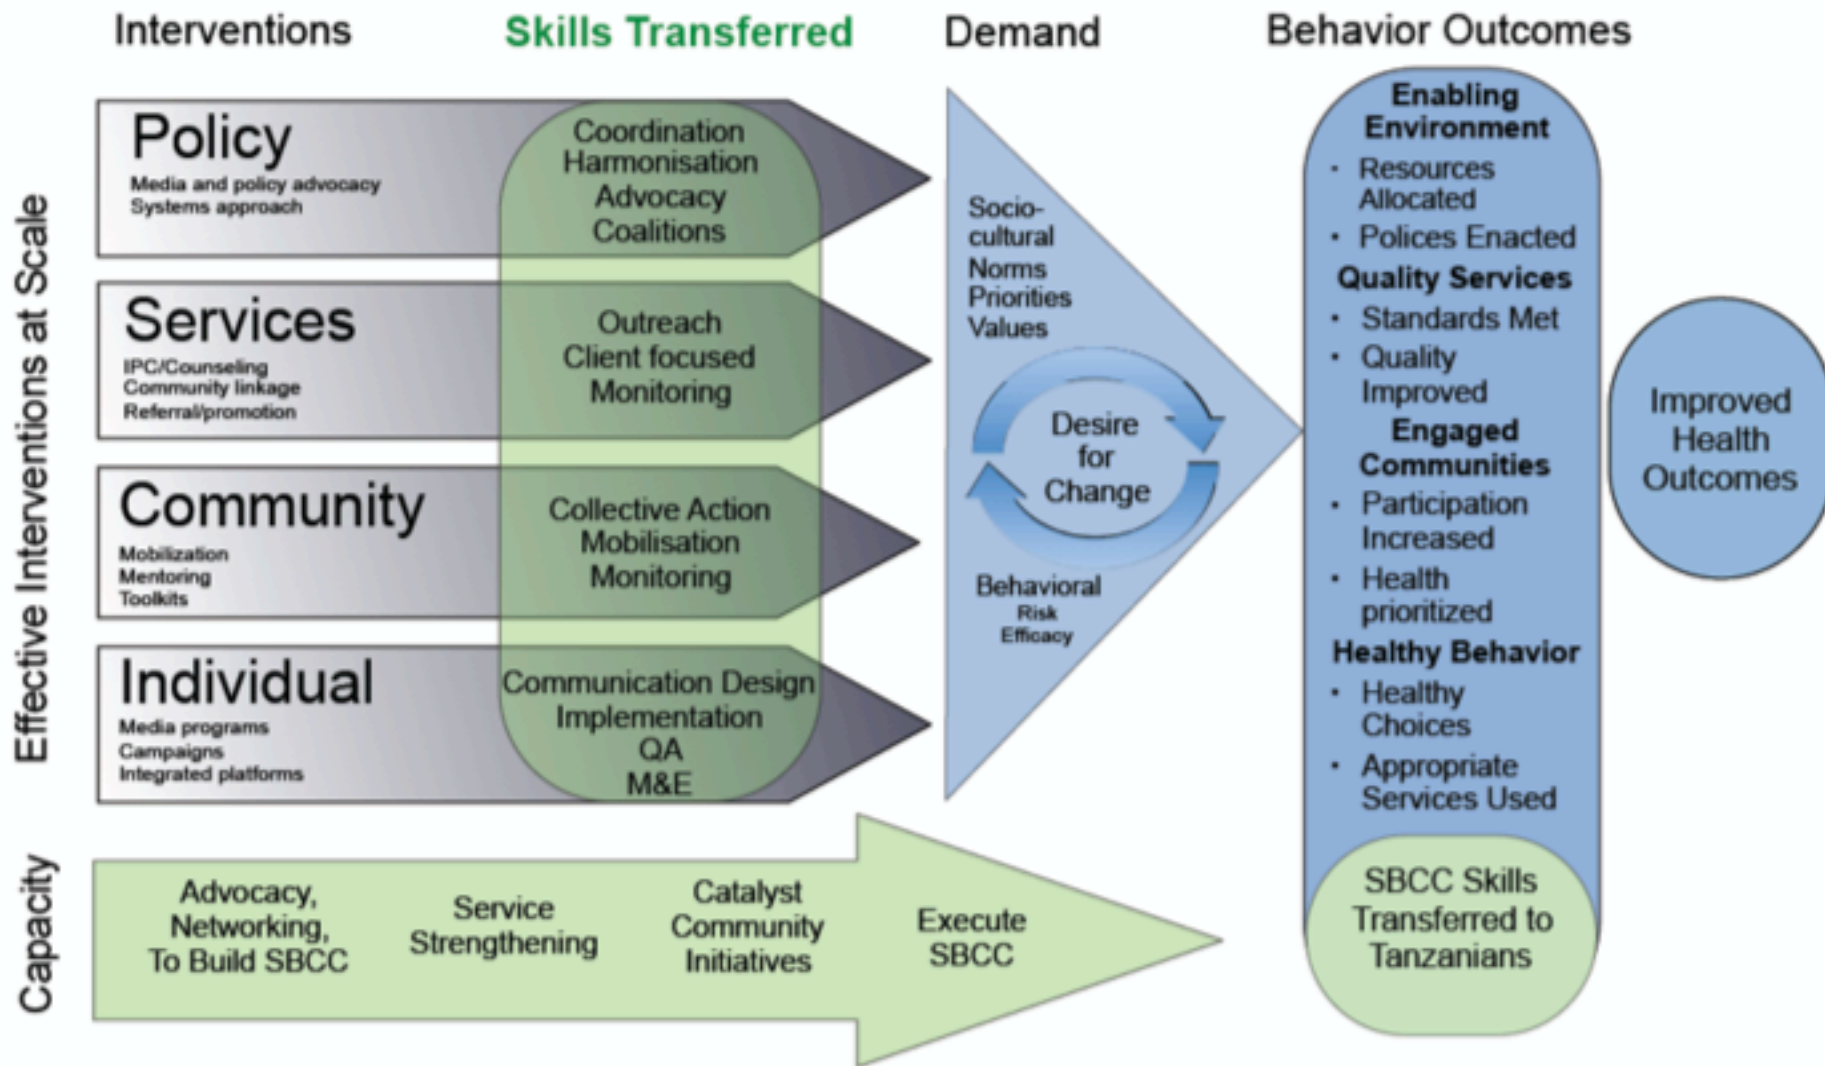 Interventions
Skills Transferred
Demand
Behavior Outcomes
Effective Interventions at Scale
Policy
Media and policy advocacy
Systems approach
Coordination
Harmonisation
Advocacy
Coalitions
Services
IPC/Counseling
Community linkage
Referral/promotion
Outreach
Client focused
Monitoring
Community
Mobilization
Mentoring
Toolkits
Collective Action
Mobilisation
Monitoring
Individual
Media programs
Campaigns
Integrated platforms
Communication Design
Implementation
QA
M&E
Socio-
cultural
Norms
Priorities
Values
Desire
for
Change
Behavioral
Risk
Efficacy
Enabling
Environment
· Resources
Allocated
· Polices Enacted
Quality Services
· Standards Met
· Quality
Improved
Engaged
Communities
· Participation
Increased
· Health
prioritized
Healthy Behavior
· Healthy
Choices
· Appropriate
Services Used
Improved
Health
Outcomes
Capacity
Advocacy,
Networking,
To Build SBCC
Service
Strengthening
Catalyst
Community
Initiatives
Execute
SBCC
SBCC Skills
Transferred to
Tanzanians